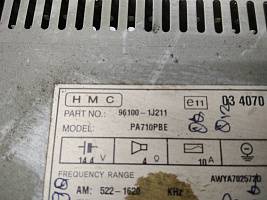 HMC e11 03 4070
PART NO.: 96100-1J211
MODEL: PA710PBE
14.4 V 4 Ω 10 A
FREQUENCY RANGE
AM: 522-1620 KHz